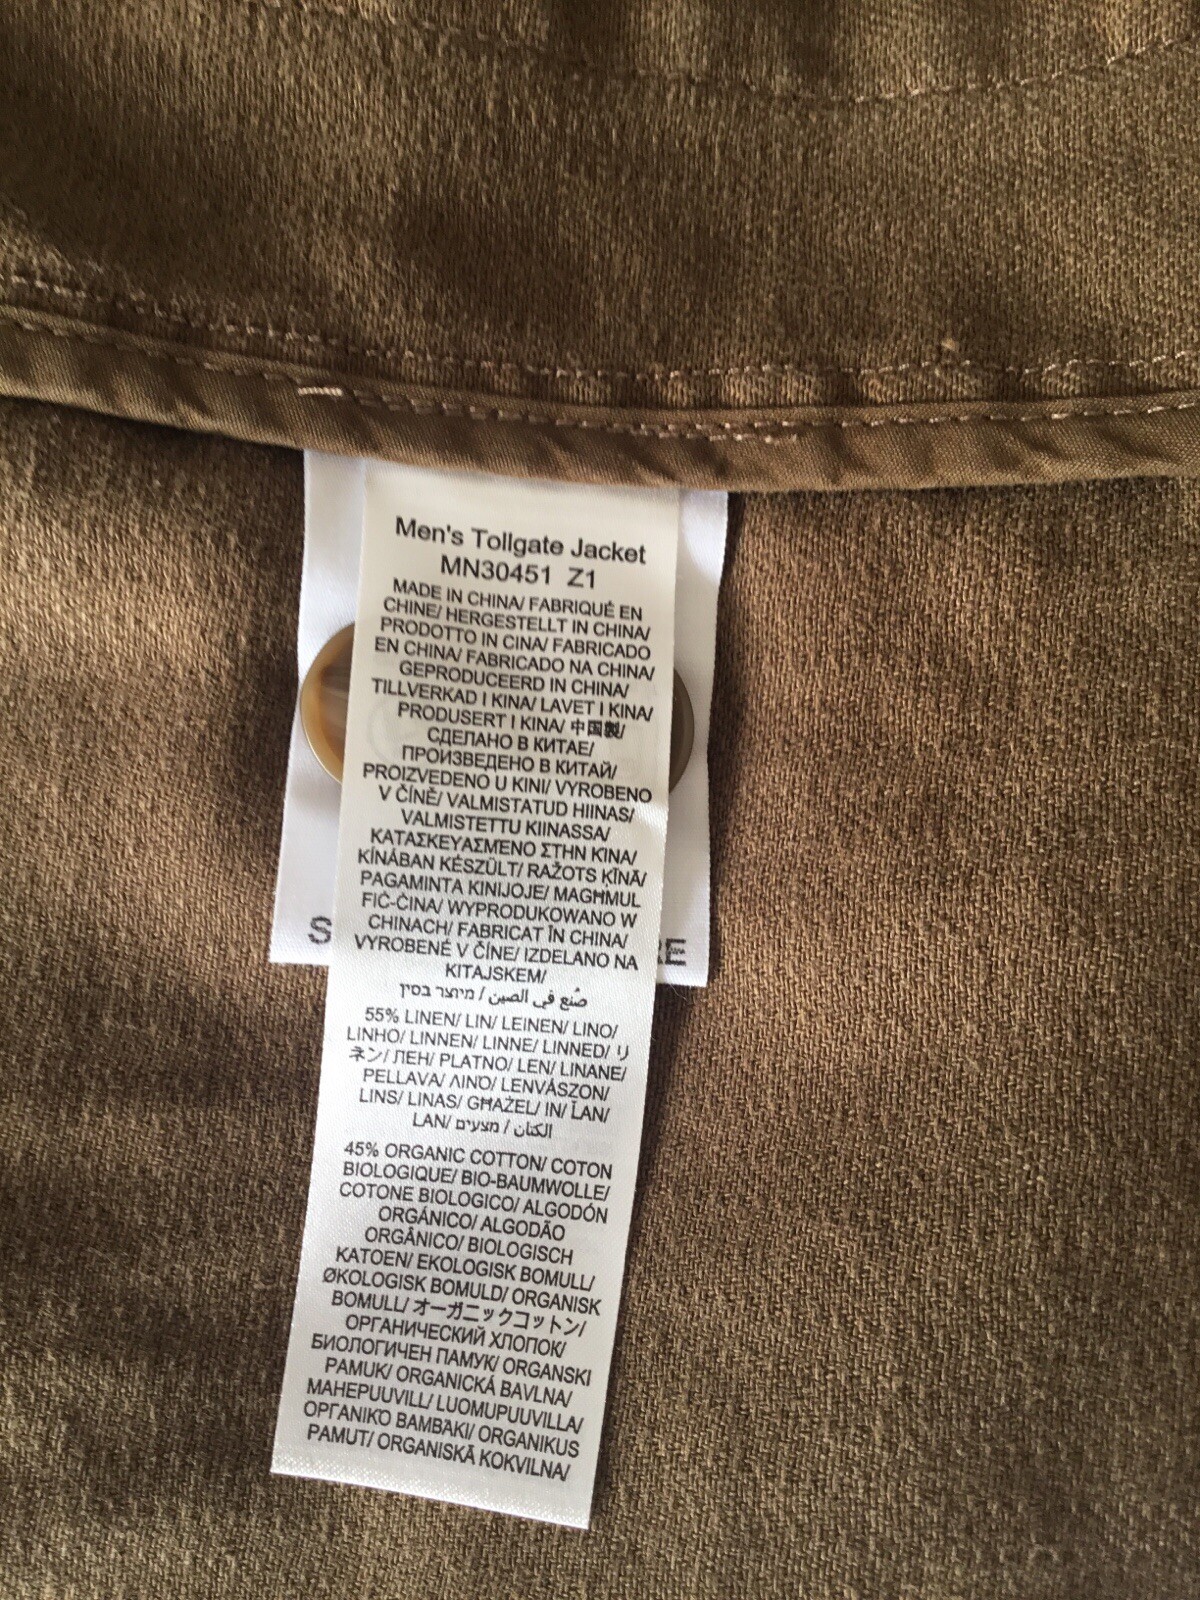 Men's Tollgate Jacket
MN30451 Z1
MADE IN CHINA/ FABRIQUÉ EN
CHINE/ HERGESTELLT IN CHINA/
PRODOTTO IN CINA/ FABRICADO
EN CHINA/ FABRICADO NA CHINA/
GEPRODUCEERD IN CHINA/
TILLVERKAD I KINA/ LAVET I KINA/
PRODUSERT I KINA/ 中国製/
СДЕЛАНО В КИТАЕ/
ПРОИЗВЕДЕНО В КИТАЙ/
PROIZVEDENO U KINI/ VYROBENO
V ČÍNĚ/ VALMISTATUD HIINAS/
VALMISTETTU KIINASSA/
ΚΑΤΑΣΚΕΥΑΣΜΕΝΟ ΣΤΗΝ ΚΊΝΑ/
KÍNÁBAN KÉSZÜLT/ RAŽOTS ĶĪNĀ/
PAGAMINTA KINIJOJE/ MAGĦMUL
FIĊ-ĊINA/ WYPRODUKOWANO W
CHINACH/ FABRICAT ÎN CHINA/
VYROBENÉ V ČÍNE/ IZDELANO NA
KITAJSKEM/
صُنع في الصين / מיוצר בסין
55% LINEN/ LIN/ LEINEN/ LINO/
LINHO/ LINNEN/ LINNE/ LINNED/ リ
ネン/ ЛЕН/ PLATNO/ LEN/ LINANE/
PELLAVA/ ΛΙΝΌ/ LENVÁSZON/
LINS/ LINAS/ GĦAŻEL/ IN/ ĽAN/
LAN/ الكتان / מצעים
45% ORGANIC COTTON/ COTON
BIOLOGIQUE/ BIO-BAUMWOLLE/
COTONE BIOLOGICO/ ALGODÓN
ORGÁNICO/ ALGODÃO
ORGÂNICO/ BIOLOGISCH
KATOEN/ EKOLOGISK BOMULL/
ØKOLOGISK BOMULD/ ORGANISK
BOMULL/ オーガニックコットン/
ОРГАНИЧЕСКИЙ ХЛОПОК/
БИОЛОГИЧЕН ПАМУК/ ORGANSKI
PAMUK/ ORGANICKÁ BAVLNA/
MAHEPUUVILL/ LUOMUPUUVILLA/
ΟΡΓΑΝΙΚΌ ΒΑΜΒΆΚΙ/ ORGANIKUS
PAMUT/ ORGANISKĀ KOKVILNA/